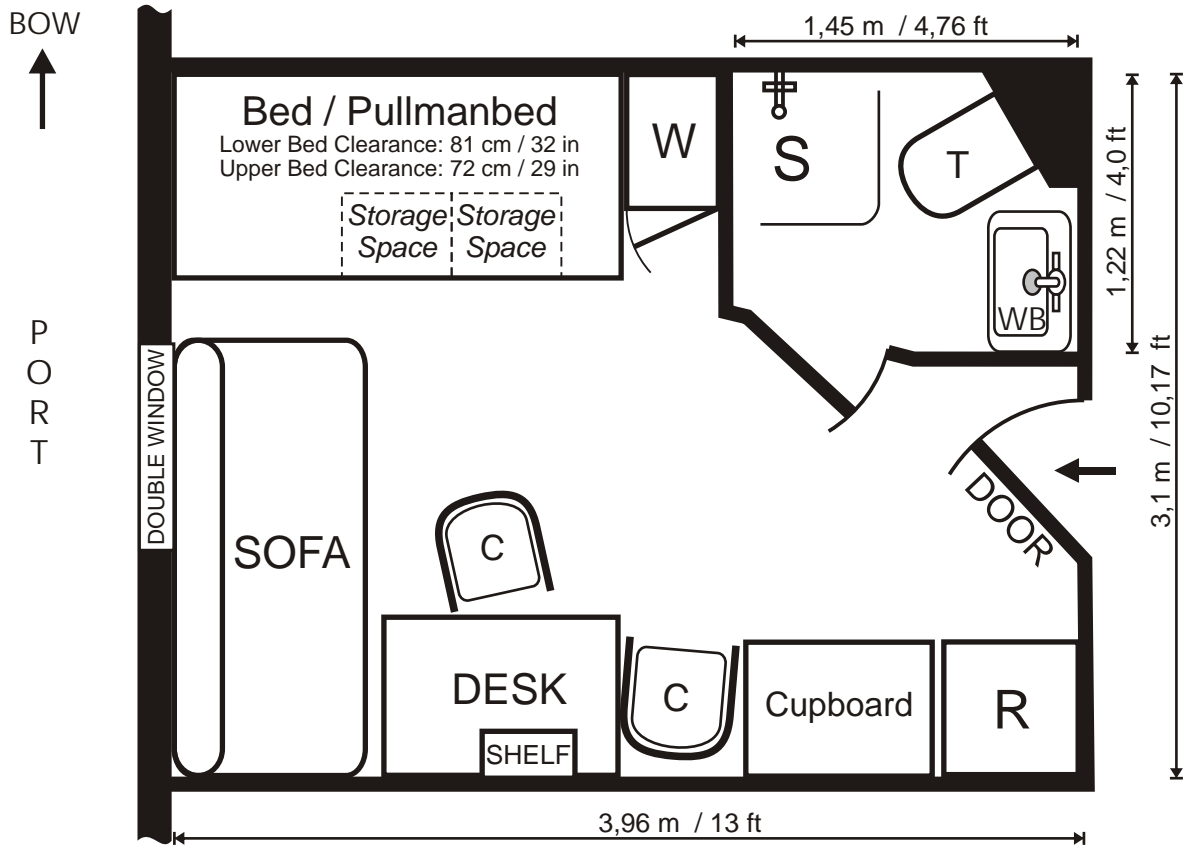 BOW
1,45 m / 4,76 ft
Bed / Pullmanbed
Lower Bed Clearance: 81 cm / 32 in
Upper Bed Clearance: 72 cm / 29 in
Storage Space
Storage Space
W
S
T
WB
1,22 m / 4,0 ft
3,1 m / 10,17 ft
PORT
DOUBLE WINDOW
SOFA
C
DOOR
DESK
SHELF
C
Cupboard
R
3,96 m / 13 ft